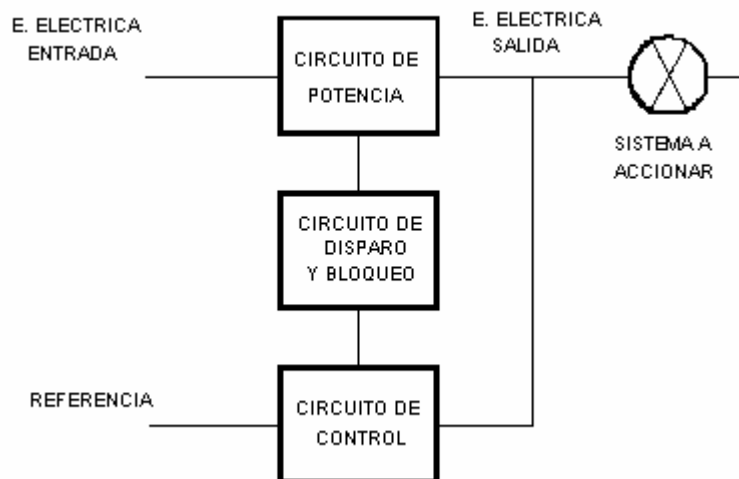 E. ELECTRICA
ENTRADA
CIRCUITO DE
POTENCIA
E. ELECTRICA
SALIDA
SISTEMA A
ACCIONAR
CIRCUITO DE
DISPARO
Y BLOQUEO
REFERENCIA
CIRCUITO DE
CONTROL